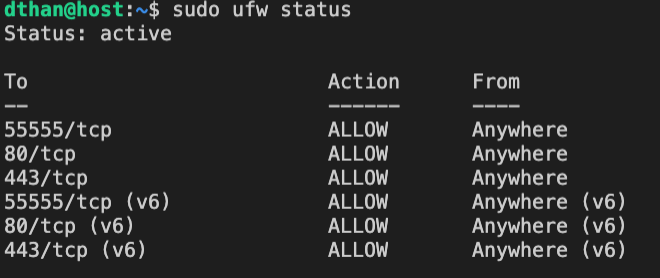 dthan@host:~$ sudo ufw status
Status: active
To Action From
-- ------ ----
55555/tcp ALLOW Anywhere
80/tcp ALLOW Anywhere
443/tcp ALLOW Anywhere
55555/tcp (v6) ALLOW Anywhere (v6)
80/tcp (v6) ALLOW Anywhere (v6)
443/tcp (v6) ALLOW Anywhere (v6)